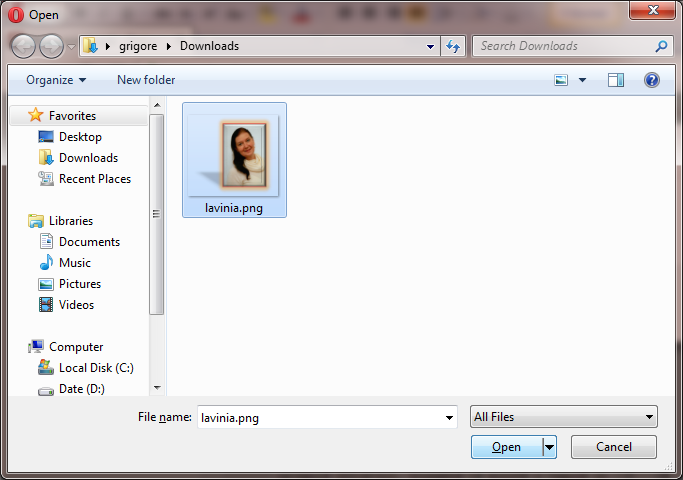 Open
grigore Downloads
Search Downloads
Organize New folder
Favorites
Desktop
Downloads
Recent Places
Libraries
Documents
Music
Pictures
Videos
Computer
Local Disk (C:)
Date (D:)
lavinia.png
File name: lavinia.png All Files
Open Cancel